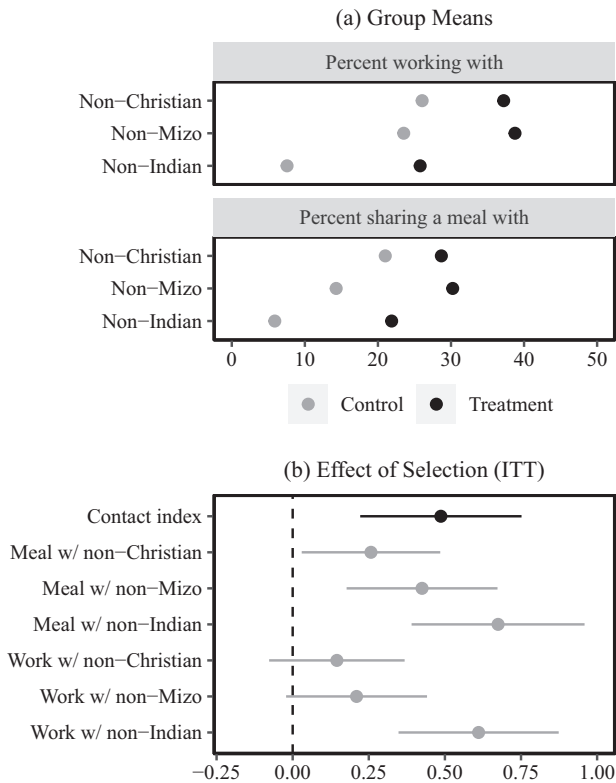 (a) Group Means
Percent working with
Non−Christian
Non−Mizo
Non−Indian
Percent sharing a meal with
Non−Christian
Non−Mizo
Non−Indian
0 10 20 30 40 50
Control Treatment
(b) Effect of Selection (ITT)
Contact index
Meal w/ non−Christian
Meal w/ non−Mizo
Meal w/ non−Indian
Work w/ non−Christian
Work w/ non−Mizo
Work w/ non−Indian
−0.25 0.00 0.25 0.50 0.75 1.00